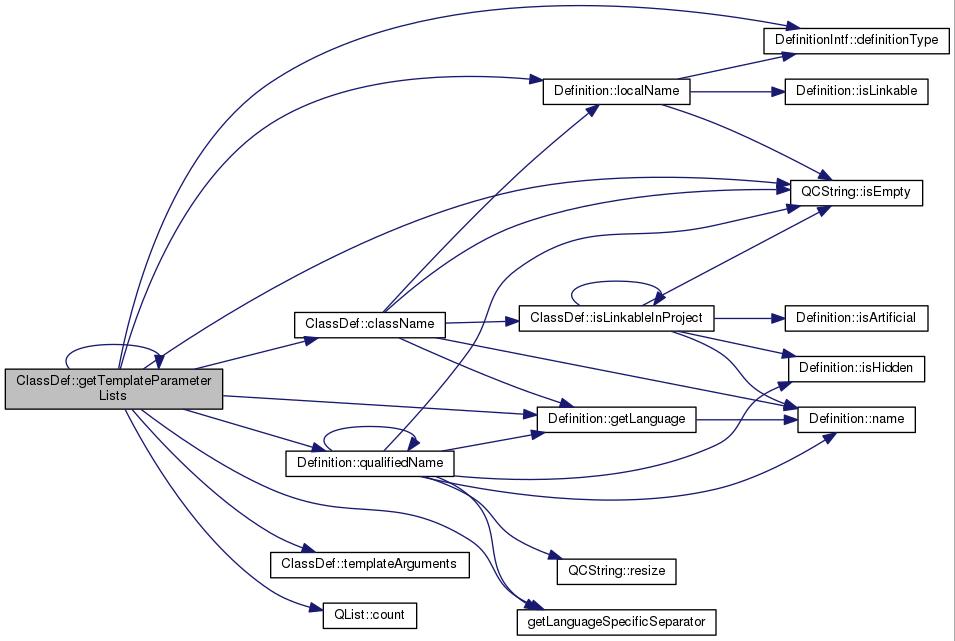 DefinitionIntf::definitionType
Definition::localName
Definition::isLinkable
QCString::isEmpty
ClassDef::className
ClassDef::isLinkableInProject
Definition::isArtificial
Definition::isHidden
ClassDef::getTemplateParameter
Lists
Definition::getLanguage
Definition::name
Definition::qualifiedName
ClassDef::templateArguments
QCString::resize
QList::count
getLanguageSpecificSeparator